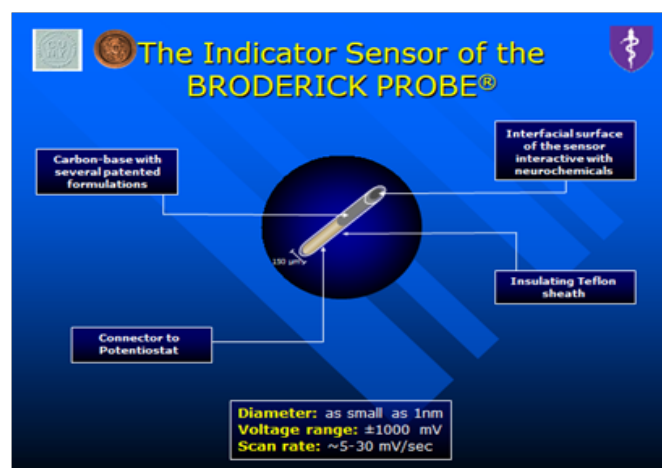 The Indicator Sensor of the
BRODERICK PROBE®
Carbon-base with
several patented
formulations
Interfacial surface
of the sensor
interactive with
neurochemicals
150 µm
Insulating Teflon
sheath
Connector to
Potentiostat
Diameter: as small as 1nm
Voltage range: ±1000 mV
Scan rate: ~5-30 mV/sec